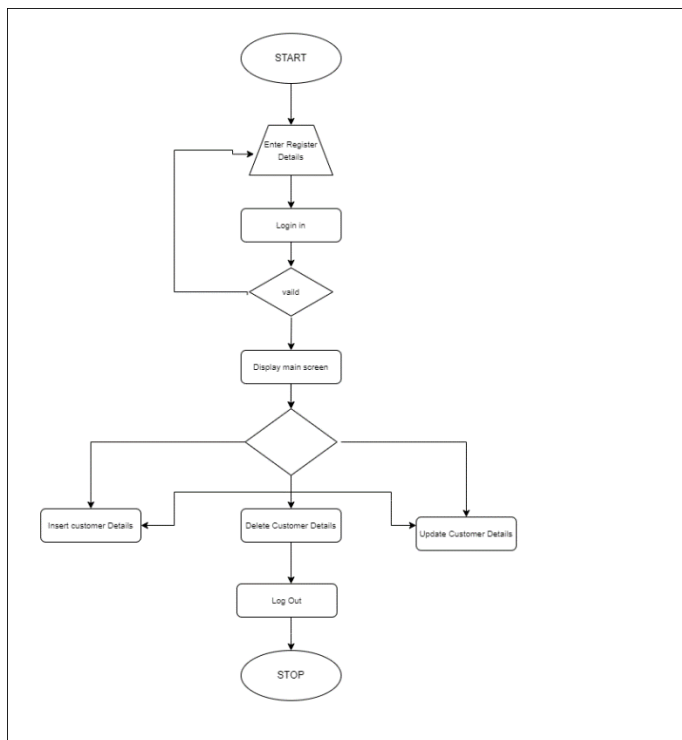 START
Enter Register
Details
Login in
vaild
Display main screen
Insert customer Details
Delete Customer Details
Update Customer Details
Log Out
STOP